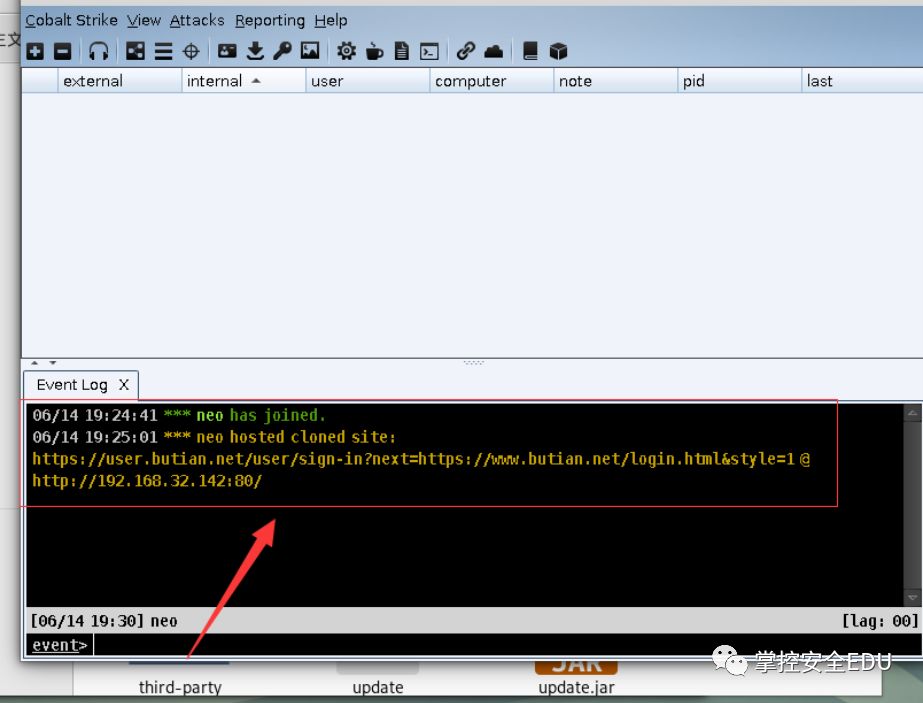 Cobalt Strike View Attacks Reporting Help
正文
external internal user computer note pid last
Event Log X
06/14 19:24:41 *** neo has joined.
06/14 19:25:01 *** neo hosted cloned site:
https://user.butian.net/user/sign-in?next=https://www.butian.net/login.html&style=1 @
http://192.168.32.142:80/
[06/14 19:30] neo [lag: 00]
event>
JAR
掌控安全EDU
third-party update update.jar